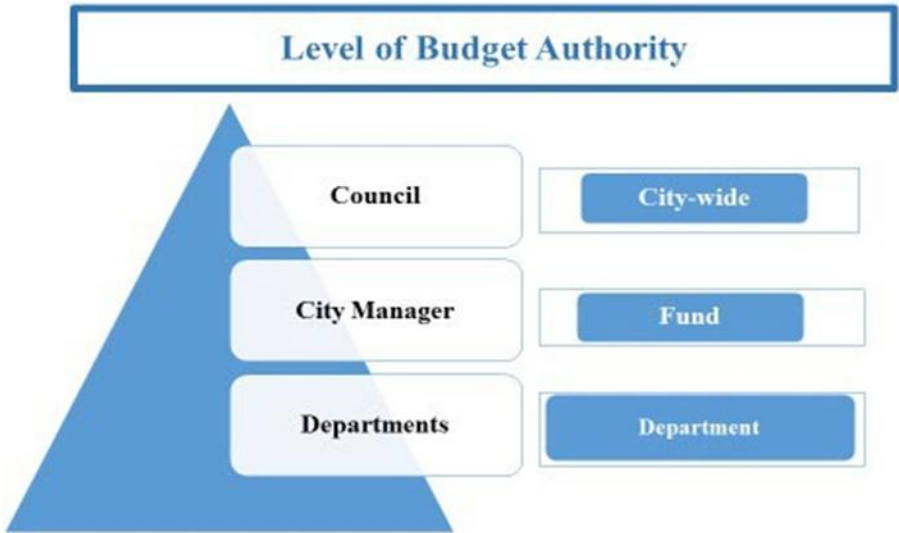 Level of Budget Authority
Council
City-wide
City Manager
Fund
Departments
Department